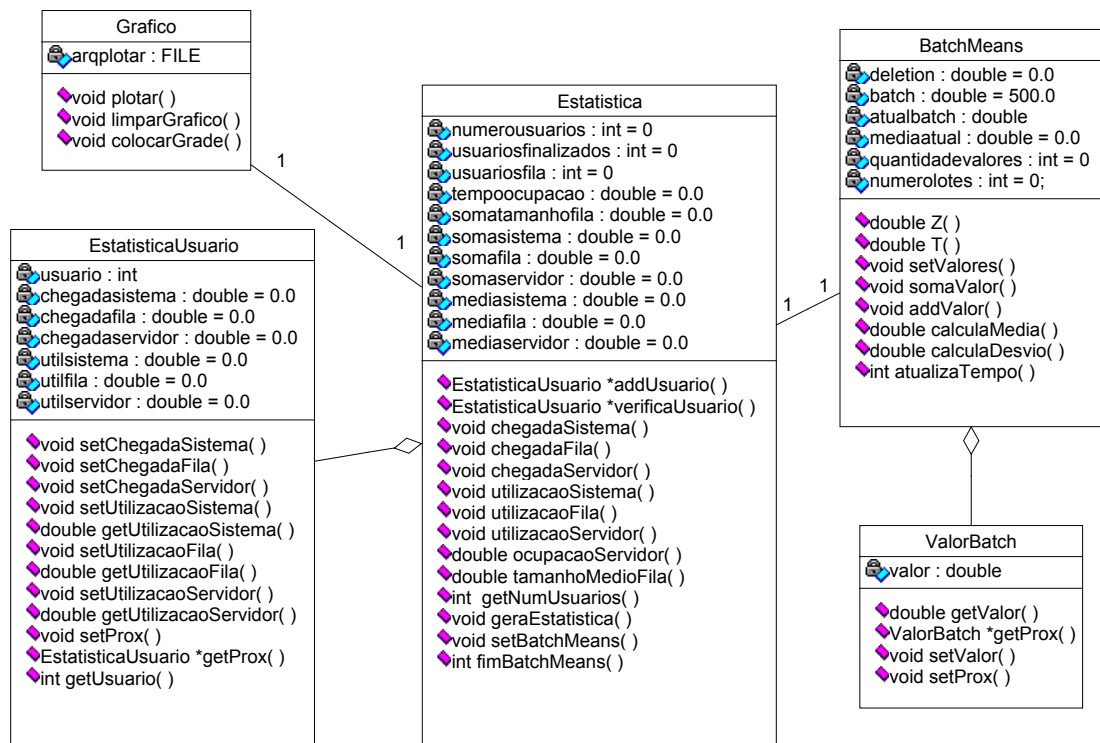 Grafico
arqplotar : FILE
void plotar( )
void limparGrafico( )
void colocarGrade( )
1
1
EstatisticaUsuario
usuario : int
chegadasistema : double = 0.0
chegadafila : double = 0.0
chegadaservidor : double = 0.0
utilsistema : double = 0.0
utilfila : double = 0.0
utilservidor : double = 0.0
void setChegadaSistema( )
void setChegadaFila( )
void setChegadaServidor( )
void setUtilizacaoSistema( )
double getUtilizacaoSistema( )
void setUtilizacaoFila( )
double getUtilizacaoFila( )
void setUtilizacaoServidor( )
double getUtilizacaoServidor( )
void setProx( )
EstatisticaUsuario *getProx( )
int getUsuario( )
Estatistica
numerousuarios : int = 0
usuariosfinalizados : int = 0
usuariosfila : int = 0
tempoocupacao : double = 0.0
somatamanhofila : double = 0.0
somasistema : double = 0.0
somafila : double = 0.0
somaservidor : double = 0.0
mediasistema : double = 0.0
mediafila : double = 0.0
mediaservidor : double = 0.0
EstatisticaUsuario *addUsuario( )
EstatisticaUsuario *verificaUsuario( )
void chegadaSistema( )
void chegadaFila( )
void chegadaServidor( )
void utilizacaoSistema( )
void utilizacaoFila( )
void utilizacaoServidor( )
double ocupacaoServidor( )
double tamanhoMedioFila( )
int getNumUsuarios( )
void geraEstatistica( )
void setBatchMeans( )
int fimBatchMeans( )
1
1
BatchMeans
deletion : double = 0.0
batch : double = 500.0
atualbatch : double
mediaatual : double = 0.0
quantidadevalores : int = 0
numerolotes : int = 0;
double Z( )
double T( )
void setValores( )
void somaValor( )
void addValor( )
double calculaMedia( )
double calculaDesvio( )
int atualizaTempo( )
ValorBatch
valor : double
double getValor( )
ValorBatch *getProx( )
void setValor( )
void setProx( )